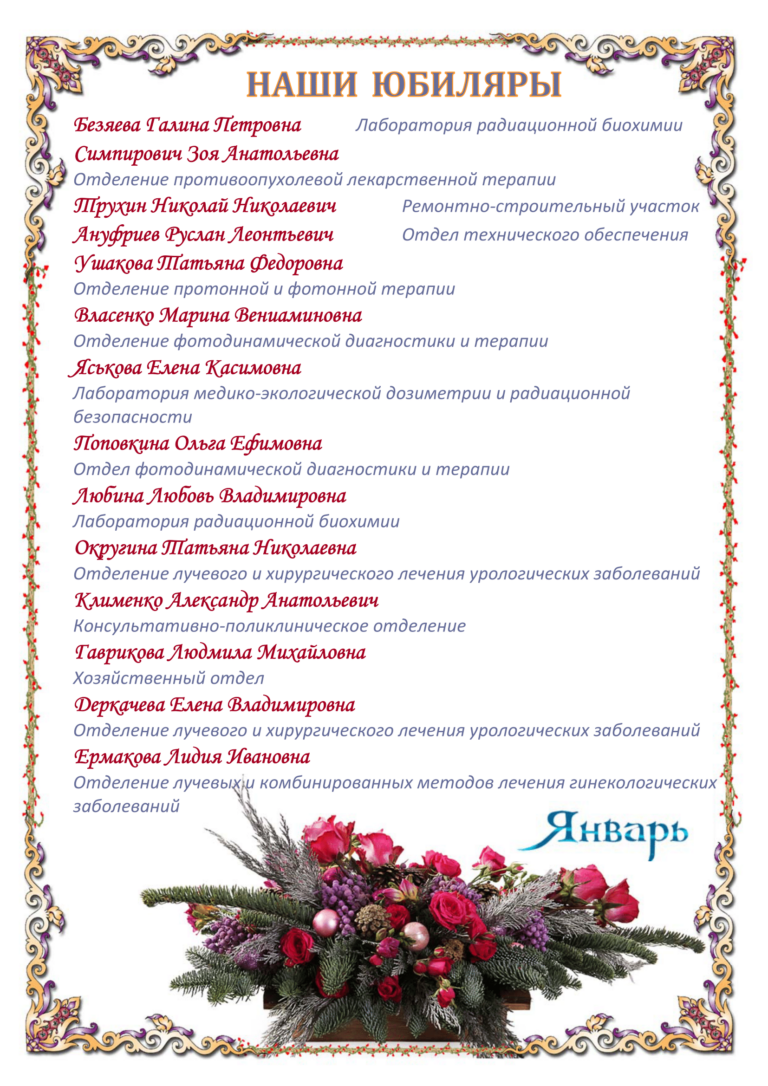 НАШИ ЮБИЛЯРЫ
Безяева Галина Петровна Лаборатория радиационной биохимии
Симпирович Зоя Анатольевна
Отделение противоопухолевой лекарственной терапии
Трухин Николай Николаевич Ремонтно-строительный участок
Ануфриев Руслан Леонтьевич Отдел технического обеспечения
Ушакова Татьяна Федоровна
Отделение протонной и фотонной терапии
Власенко Марина Вениаминовна
Отделение фотодинамической диагностики и терапии
Яськова Елена Касимовна
Лаборатория медико-экологической дозиметрии и радиационной
безопасности
Поповкина Ольга Ефимовна
Отдел фотодинамической диагностики и терапии
Любина Любовь Владимировна
Лаборатория радиационной биохимии
Округина Татьяна Николаевна
Отделение лучевого и хирургического лечения урологических заболеваний
Клименко Александр Анатольевич
Консультативно-поликлиническое отделение
Гаврикова Людмила Михайловна
Хозяйственный отдел
Деркачева Елена Владимировна
Отделение лучевого и хирургического лечения урологических заболеваний
Ермакова Лидия Ивановна
Отделение лучевых и комбинированных методов лечения гинекологических
заболеваний
Январь